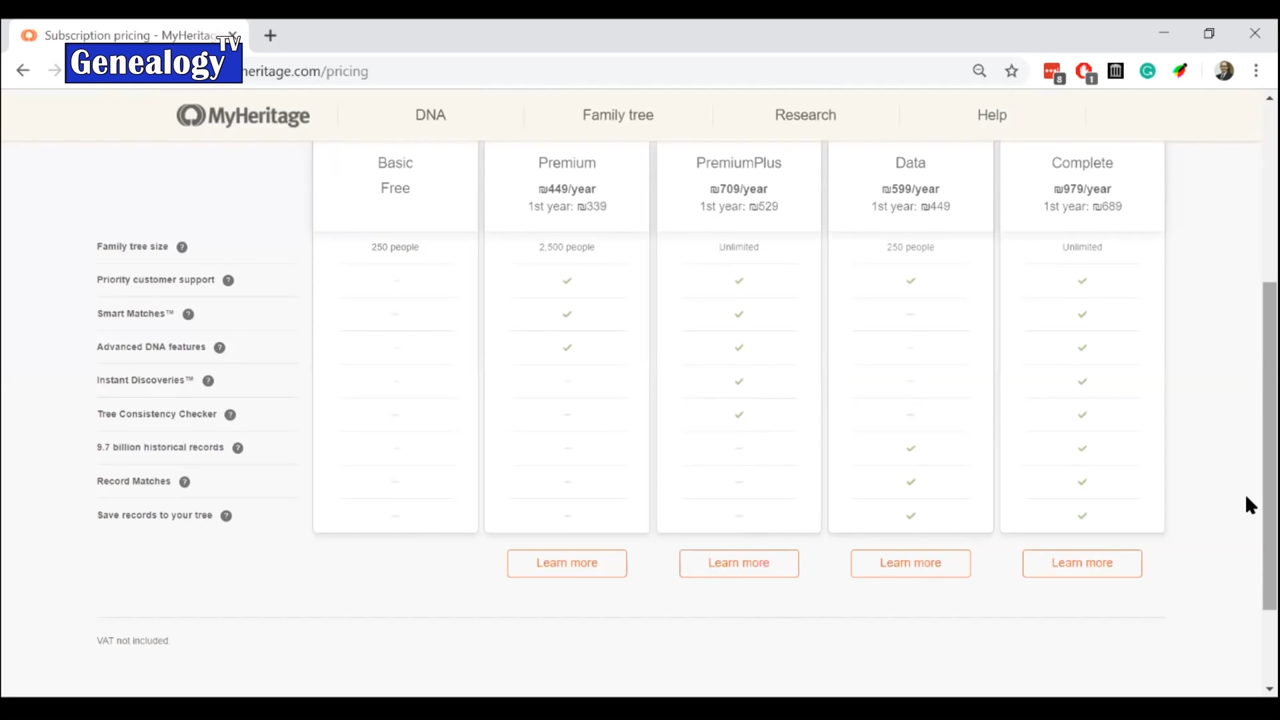 Subscription pricing - MyHerita
Genealogy TV
heritage.com/pricing
8
1
MyHeritage DNA Family tree Research Help
Basic Premium PremiumPlus Data Complete
Free ₪449/year ₪709/year ₪599/year ₪979/year
1st year: ₪339 1st year: ₪529 1st year: ₪449 1st year: ₪689
Family tree size ? 250 people 2,500 people Unlimited 250 people Unlimited
Priority customer support ?
Smart Matches™ ?
Advanced DNA features ?
Instant Discoveries™ ?
Tree Consistency Checker ?
9.7 billion historical records ?
Record Matches ?
Save records to your tree ?
Learn more Learn more Learn more Learn more
VAT not included.